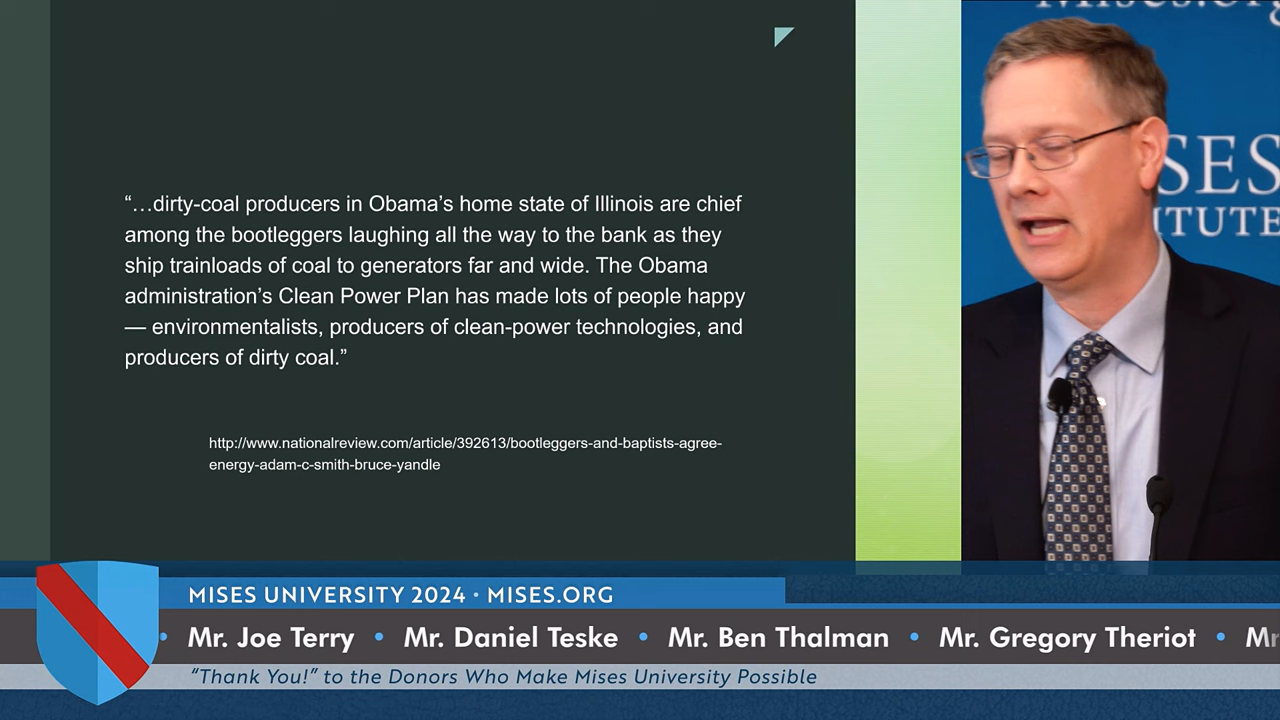 “…dirty-coal producers in Obama’s home state of Illinois are chief
among the bootleggers laughing all the way to the bank as they
ship trainloads of coal to generators far and wide. The Obama
administration’s Clean Power Plan has made lots of people happy
— environmentalists, producers of clean-power technologies, and
producers of dirty coal.”
http://www.nationalreview.com/article/392613/bootleggers-and-baptists-agree-
energy-adam-c-smith-bruce-yandle
Mises.org
SES
ITUTE
MISES UNIVERSITY 2024 • MISES.ORG
• Mr. Joe Terry • Mr. Daniel Teske • Mr. Ben Thalman • Mr. Gregory Theriot • Mr
“Thank You!” to the Donors Who Make Mises University Possible